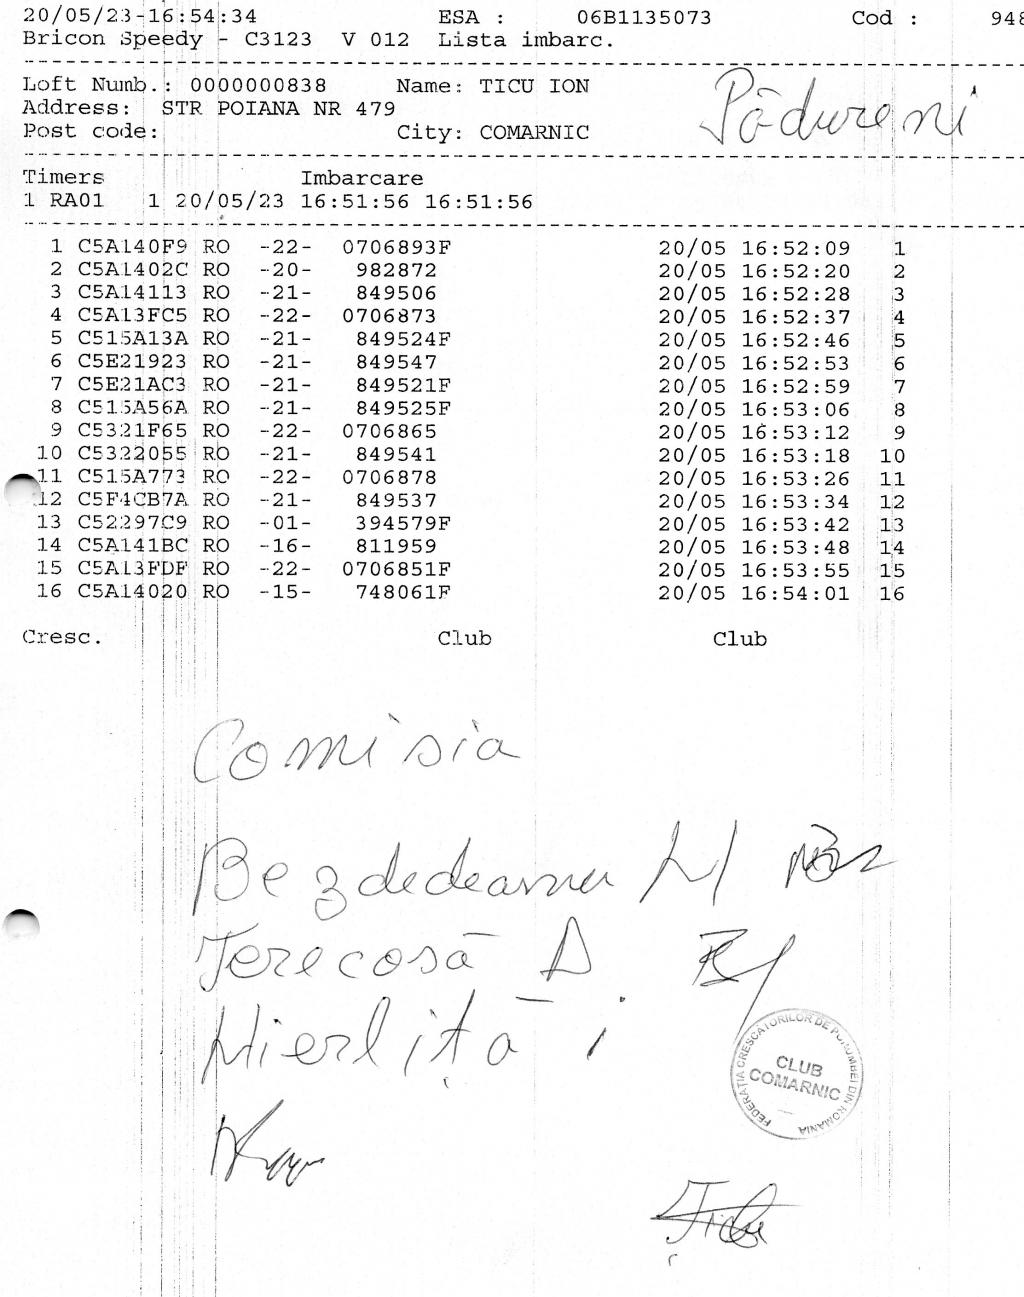 20/05/23-16:54:34 ESA : 06B1135073 Cod : 948
Bricon Speedy - C3123 V 012 Lista imbarc.
Loft Numb.: 0000000838 Name: TICU ION
Address: STR POIANA NR 479
Post code: City: COMARNIC
Pădureni
Timers Imbarcare
1 RA01 1 20/05/23 16:51:56 16:51:56
1 C5A140F9 RO -22- 0706893F 20/05 16:52:09 1
2 C5A1402C RO -20- 982872 20/05 16:52:20 2
3 C5A14113 RO -21- 849506 20/05 16:52:28 3
4 C5A13FC5 RO -22- 0706873 20/05 16:52:37 4
5 C515A13A RO -21- 849524F 20/05 16:52:46 5
6 C5E21923 RO -21- 849547 20/05 16:52:53 6
7 C5E21AC3 RO -21- 849521F 20/05 16:52:59 7
8 C515A56A RO -21- 849525F 20/05 16:53:06 8
9 C5321F65 RO -22- 0706865 20/05 16:53:12 9
10 C5322055 RO -21- 849541 20/05 16:53:18 10
11 C515A773 RO -22- 0706878 20/05 16:53:26 11
12 C5F4CB7A RO -21- 849537 20/05 16:53:34 12
13 C52297C9 RO -01- 394579F 20/05 16:53:42 13
14 C5A141BC RO -16- 811959 20/05 16:53:48 14
15 C5A13FDF RO -22- 0706851F 20/05 16:53:55 15
16 C5A14020 RO -15- 748061F 20/05 16:54:01 16
Cresc. Club Club
Comisia
Bezdedeanu
Terecosă D
Mierliță i
FEDERAȚIA CRESCĂTORILOR DE PORUMBEI DIN ROMANIA
CLUB
COMARNIC